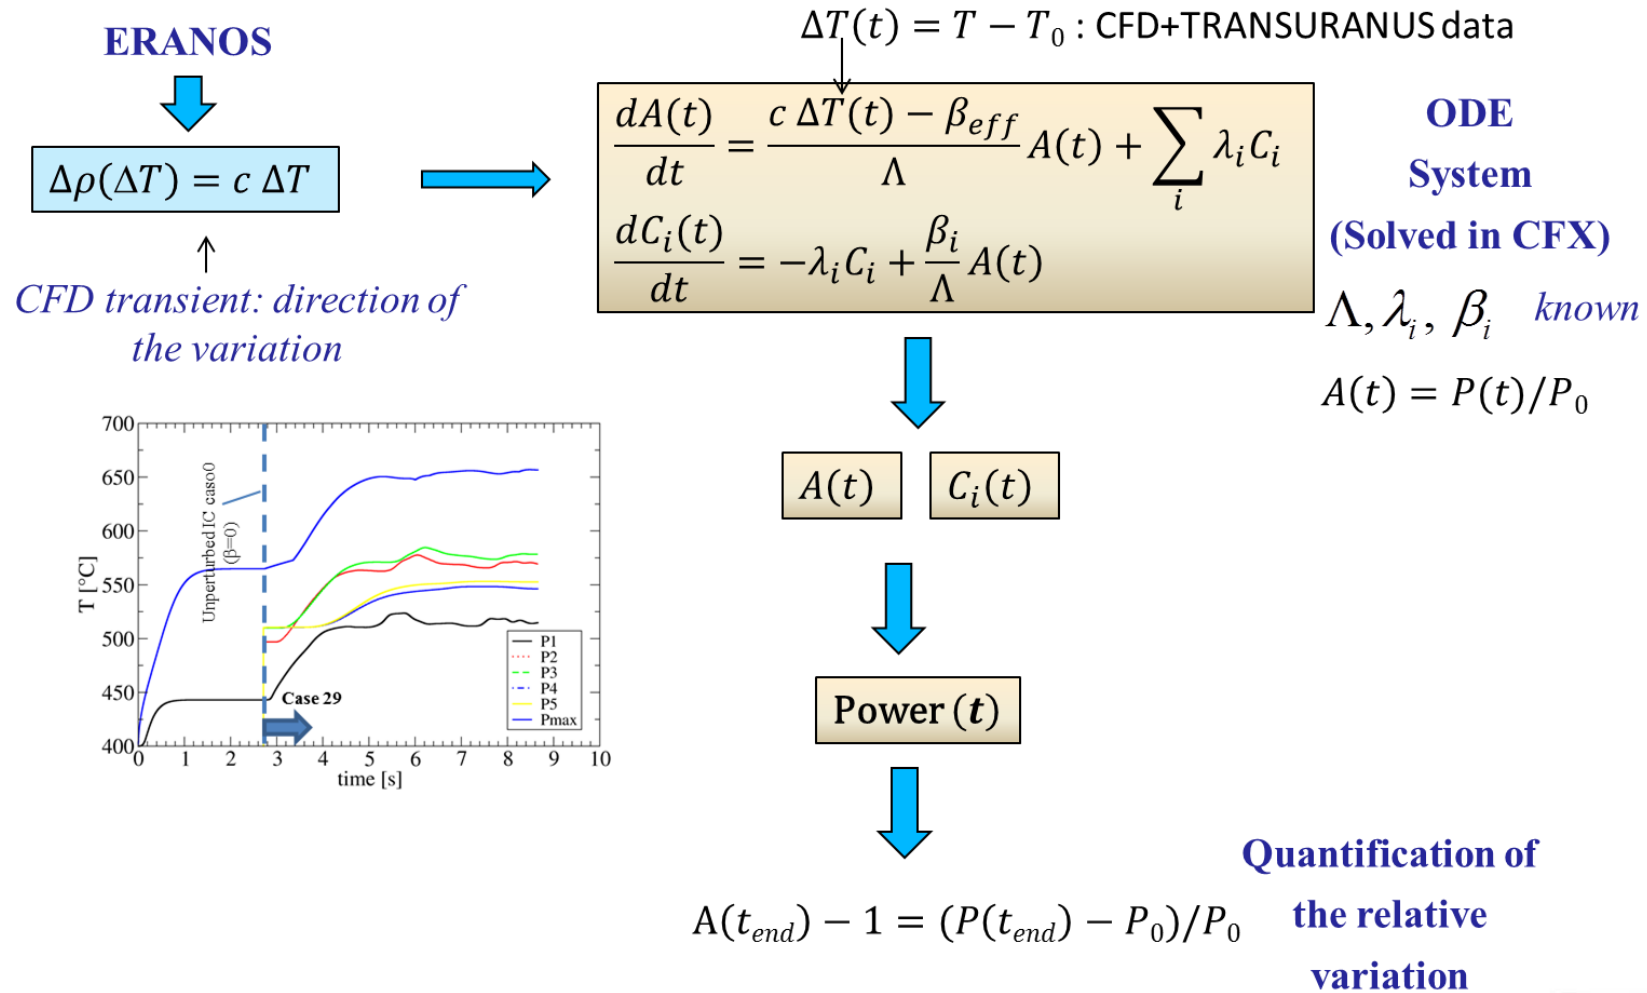 ERANOS
Δρ(ΔT) = c ΔT
CFD transient: direction of
the variation
ΔT(t) = T − T₀ : CFD+TRANSURANUS data
dA(t)/dt = (c ΔT(t) − β_eff)/Λ A(t) + ∑_i λ_i C_i
dC_i(t)/dt = −λ_i C_i + β_i/Λ A(t)
ODE
System
(Solved in CFX)
Λ, λ_i, β_i known
A(t) = P(t)/P₀
A(t)
C_i(t)
Power (t)
A(t_end) − 1 = (P(t_end) − P₀)/P₀
Quantification of
the relative
variation
T [°C]
700
650
600
550
500
450
400
Unperturbed IC caso0
(β=0)
Case 29
P1
P2
P3
P4
P5
Pmax
0 1 2 3 4 5 6 7 8 9 10
time [s]